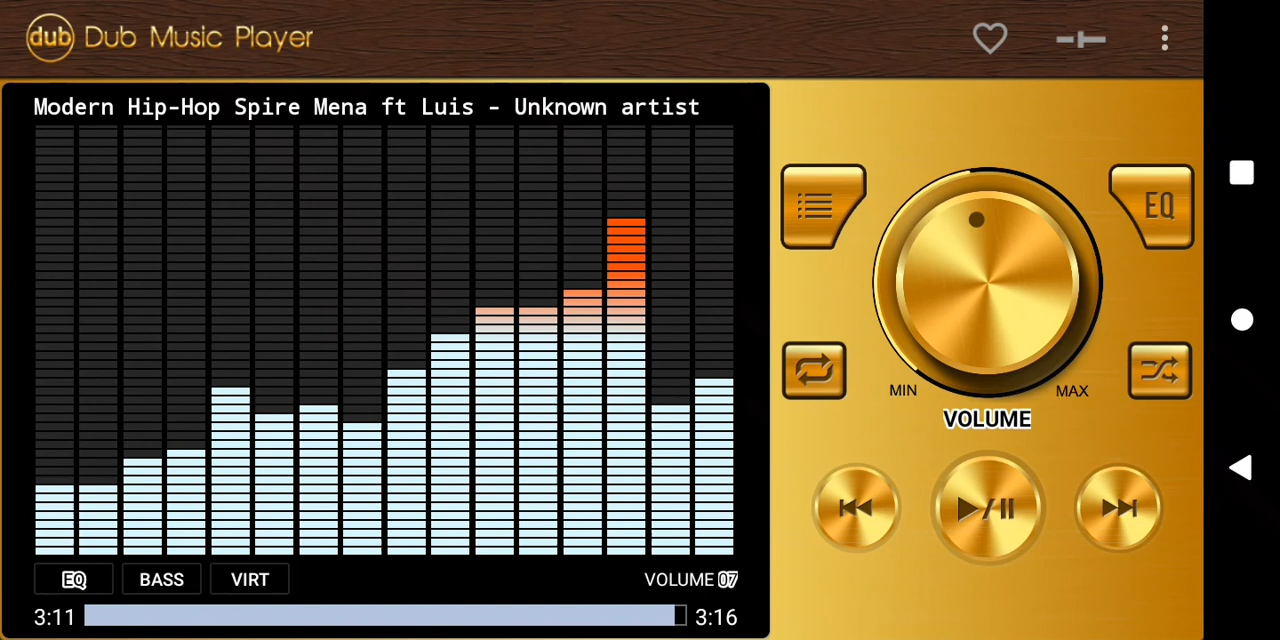 dub Dub Music Player
Modern Hip-Hop Spire Mena ft Luis - Unknown artist
EQ
MIN
MAX
VOLUME
EQ BASS VIRT VOLUME 07
3:11 3:16